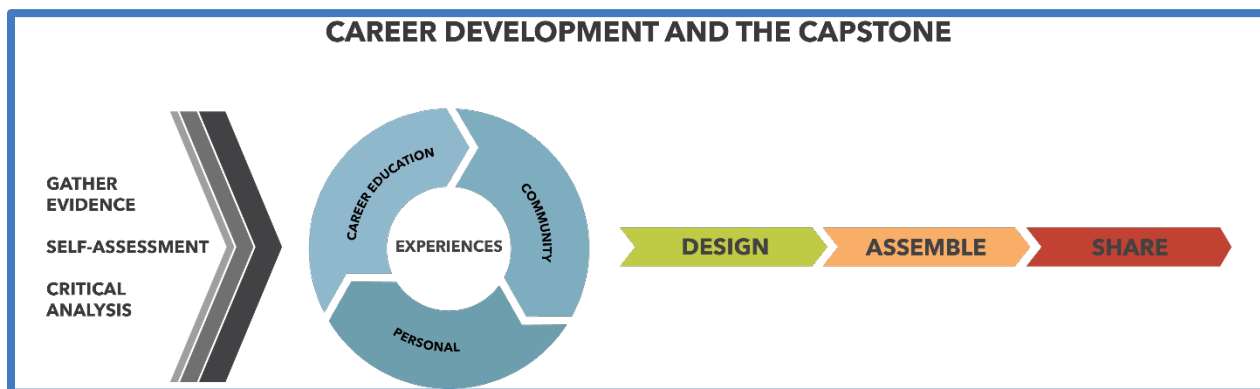 CAREER DEVELOPMENT AND THE CAPSTONE
GATHER
EVIDENCE
SELF-ASSESSMENT
CRITICAL
ANALYSIS
CAREER EDUCATION
COMMUNITY
EXPERIENCES
PERSONAL
DESIGN
ASSEMBLE
SHARE